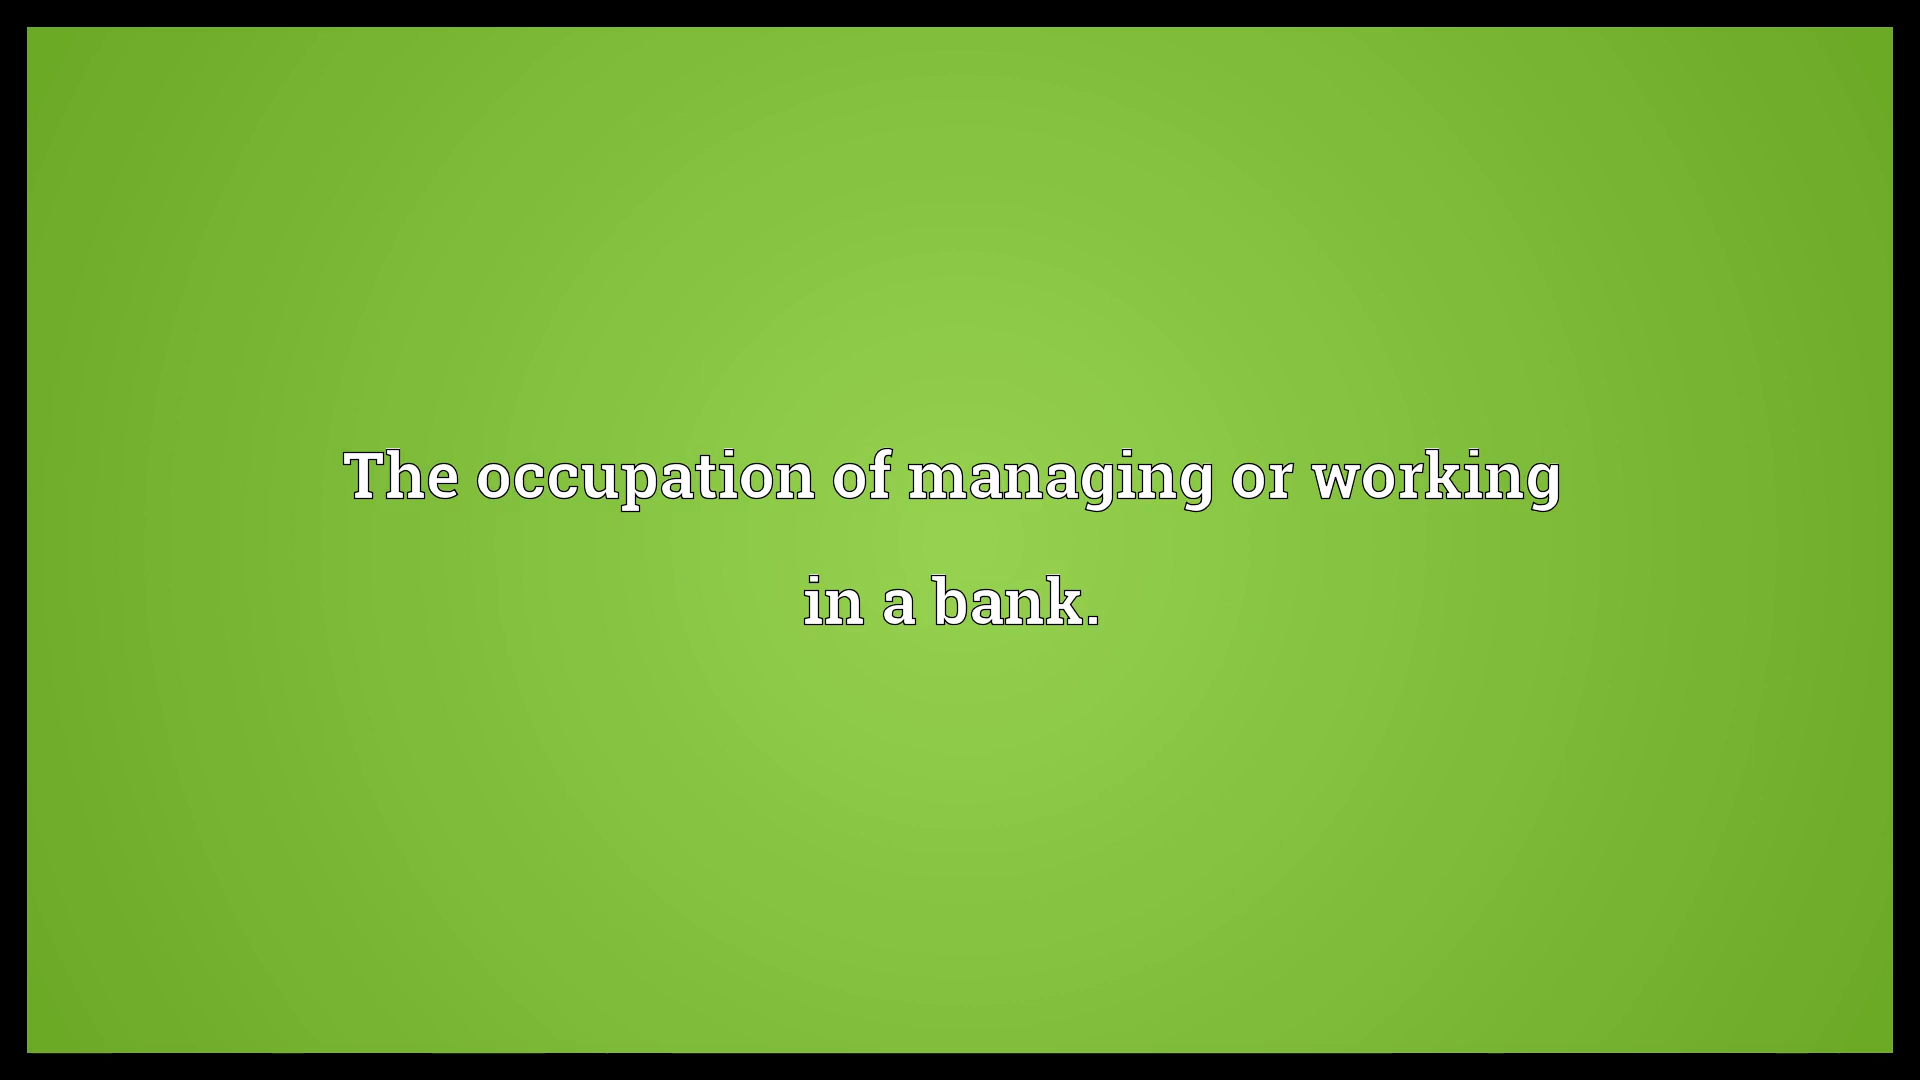 The occupation of managing or working
in a bank.